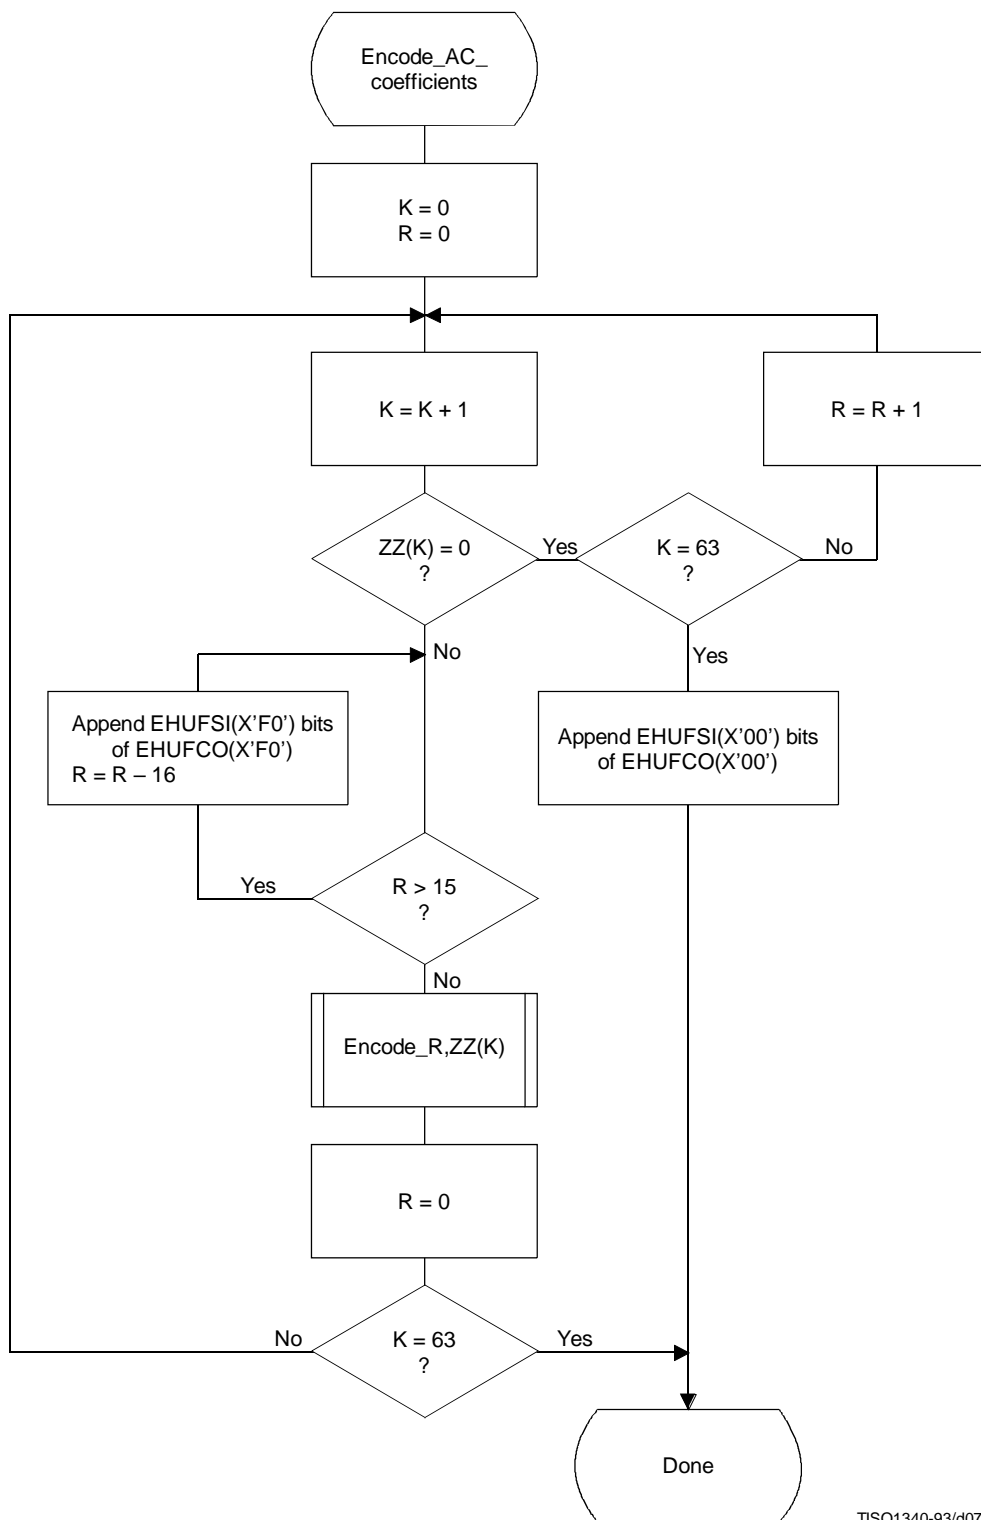 Encode_AC_
coefficients
K = 0
R = 0
K = K + 1
R = R + 1
ZZ(K) = 0
?
Yes
K = 63
?
No
No
Yes
Append EHUFSI(X'F0') bits
of EHUFCO(X'F0')
R = R – 16
Append EHUFSI(X'00') bits
of EHUFCO(X'00')
Yes
R > 15
?
No
Encode_R,ZZ(K)
R = 0
No
K = 63
?
Yes
Done
TISO1340-93/d07